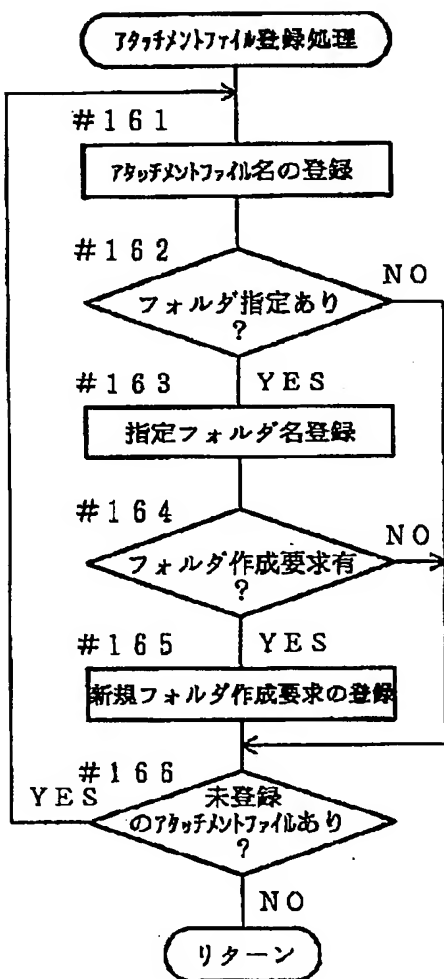 アタッチメントファイル登録処理
#161
アタッチメントファイル名の登録
#162
NO
フォルダ指定あり
?
#163
YES
指定フォルダ名登録
#164
NO
フォルダ作成要求有
?
#165
YES
新規フォルダ作成要求の登録
#166
YES
未登録
のアタッチメントファイルあり
?
NO
リターン